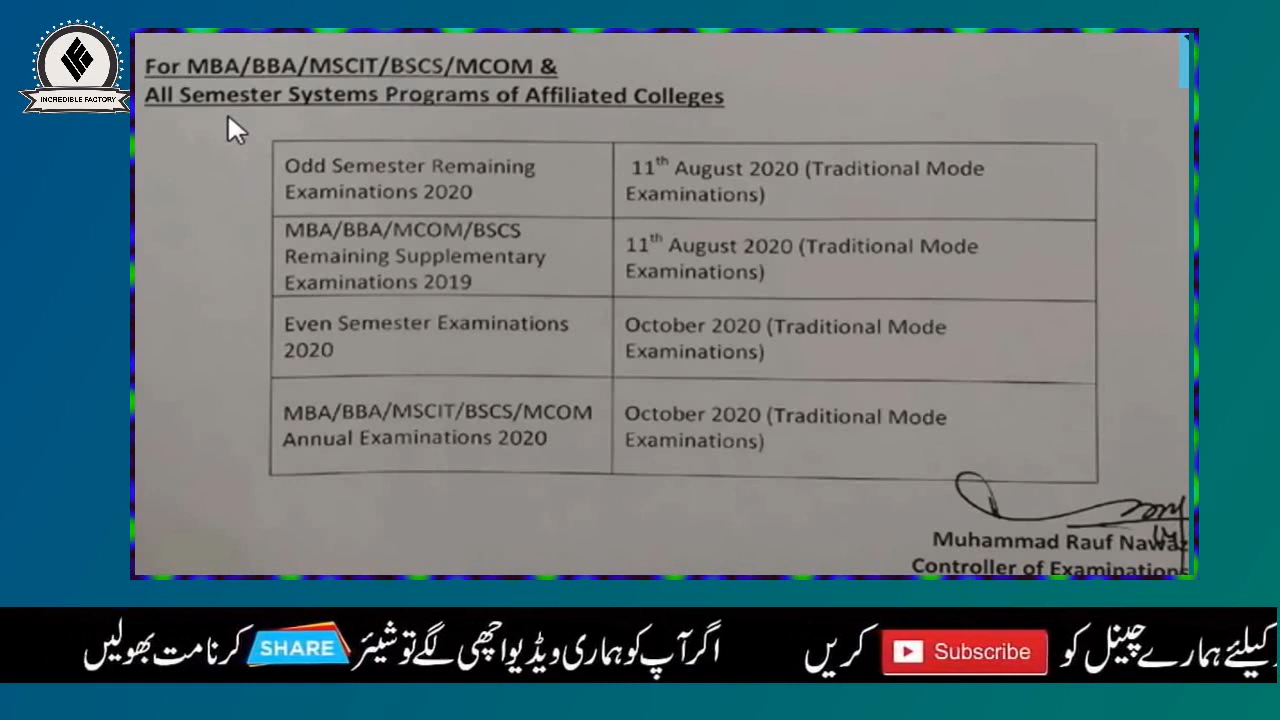 INCREDIBLE FACTORY
For MBA/BBA/MSCIT/BSCS/MCOM &
All Semester Systems Programs of Affiliated Colleges
Odd Semester Remaining
Examinations 2020
11th August 2020 (Traditional Mode
Examinations)
MBA/BBA/MCOM/BSCS
Remaining Supplementary
Examinations 2019
11th August 2020 (Traditional Mode
Examinations)
Even Semester Examinations
2020
October 2020 (Traditional Mode
Examinations)
MBA/BBA/MSCIT/BSCS/MCOM
Annual Examinations 2020
October 2020 (Traditional Mode
Examinations)
Muhammad Rauf Nawaz
Controller of Examinations
کیلئے ہمارے چینل کو Subscribe کریں اگر آپ کو ہماری ویڈیو اچھی لگے تو شیئر SHARE کرنا مت بھولیں